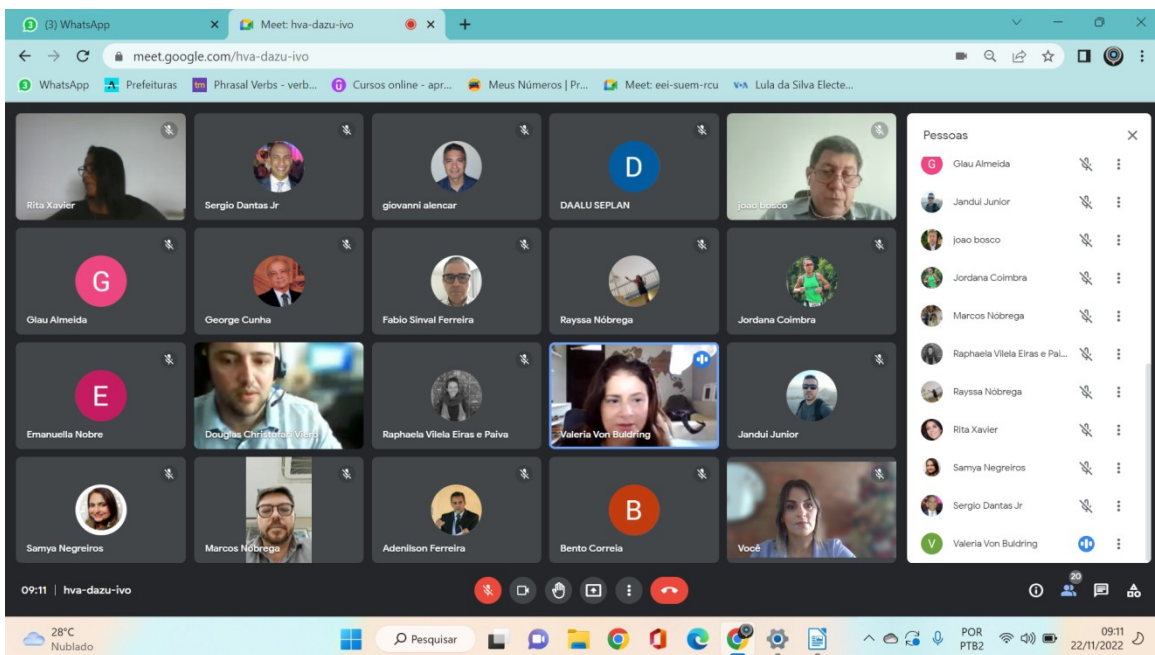 (3) WhatsApp
Meet: hva-dazu-ivo
meet.google.com/hva-dazu-ivo
WhatsApp
Prefeituras
tm
Phrasal Verbs - verb...
Cursos online - apr...
Meus Números | Pr...
Meet: eei-suem-rcu
VOA
Lula da Silva Electe...
Rita Xavier
Sergio Dantas Jr
giovanni alencar
D
DAALU SEPLAN
joao bosco
G
Glau Almeida
George Cunha
Fabio Sinval Ferreira
Rayssa Nóbrega
Jordana Coimbra
E
Emanuella Nobre
Douglas Christofari Viero
Raphaela Vilela Eiras e Paiva
Valeria Von Buldring
Jandui Junior
Samya Negreiros
Marcos Nóbrega
Adenilson Ferreira
B
Bento Correia
Você
Pessoas
G
Glau Almeida
Jandui Junior
joao bosco
Jordana Coimbra
Marcos Nóbrega
Raphaela Vilela Eiras e Pai...
Rayssa Nóbrega
Rita Xavier
Samya Negreiros
Sergio Dantas Jr
V
Valeria Von Buldring
09:11 | hva-dazu-ivo
20
28°C
Nublado
Pesquisar
POR
PTB2
09:11
22/11/2022